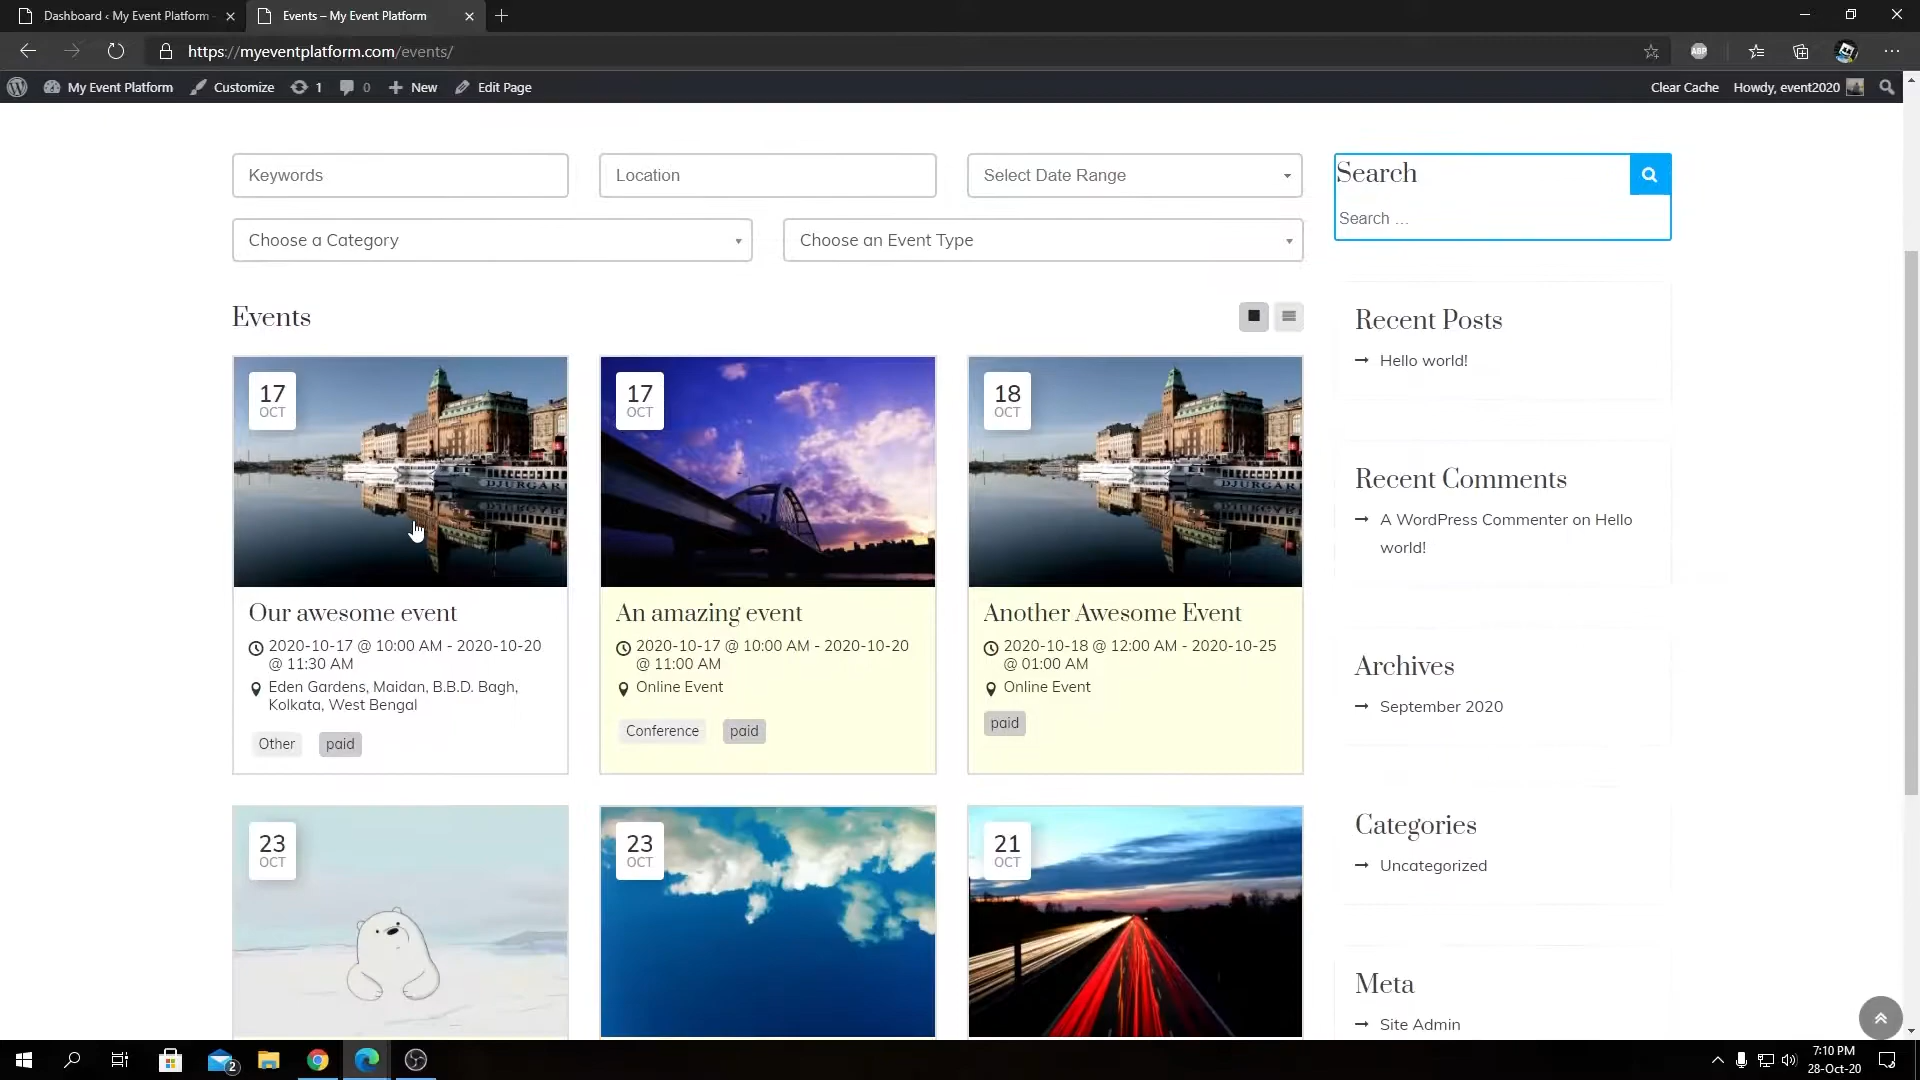 Dashboard ‹ My Event Platform
Events – My Event Platform
https://myeventplatform.com/events/
ABP
My Event Platform
Customize
1
0
New
Edit Page
Clear Cache
Howdy, event2020
Keywords
Location
Select Date Range
Search
Search …
Choose a Category
Choose an Event Type
Events
17
OCT
17
OCT
18
OCT
DJURGÅR
DJURGÅR
Our awesome event
2020-10-17 @ 10:00 AM - 2020-10-20
@ 11:30 AM
Eden Gardens, Maidan, B.B.D. Bagh,
Kolkata, West Bengal
Other
paid
An amazing event
2020-10-17 @ 10:00 AM - 2020-10-20
@ 11:00 AM
Online Event
Conference
paid
Another Awesome Event
2020-10-18 @ 12:00 AM - 2020-10-25
@ 01:00 AM
Online Event
paid
23
OCT
23
OCT
21
OCT
Recent Posts
Hello world!
Recent Comments
A WordPress Commenter on Hello
world!
Archives
September 2020
Categories
Uncategorized
Meta
Site Admin
2
7:10 PM
28-Oct-20